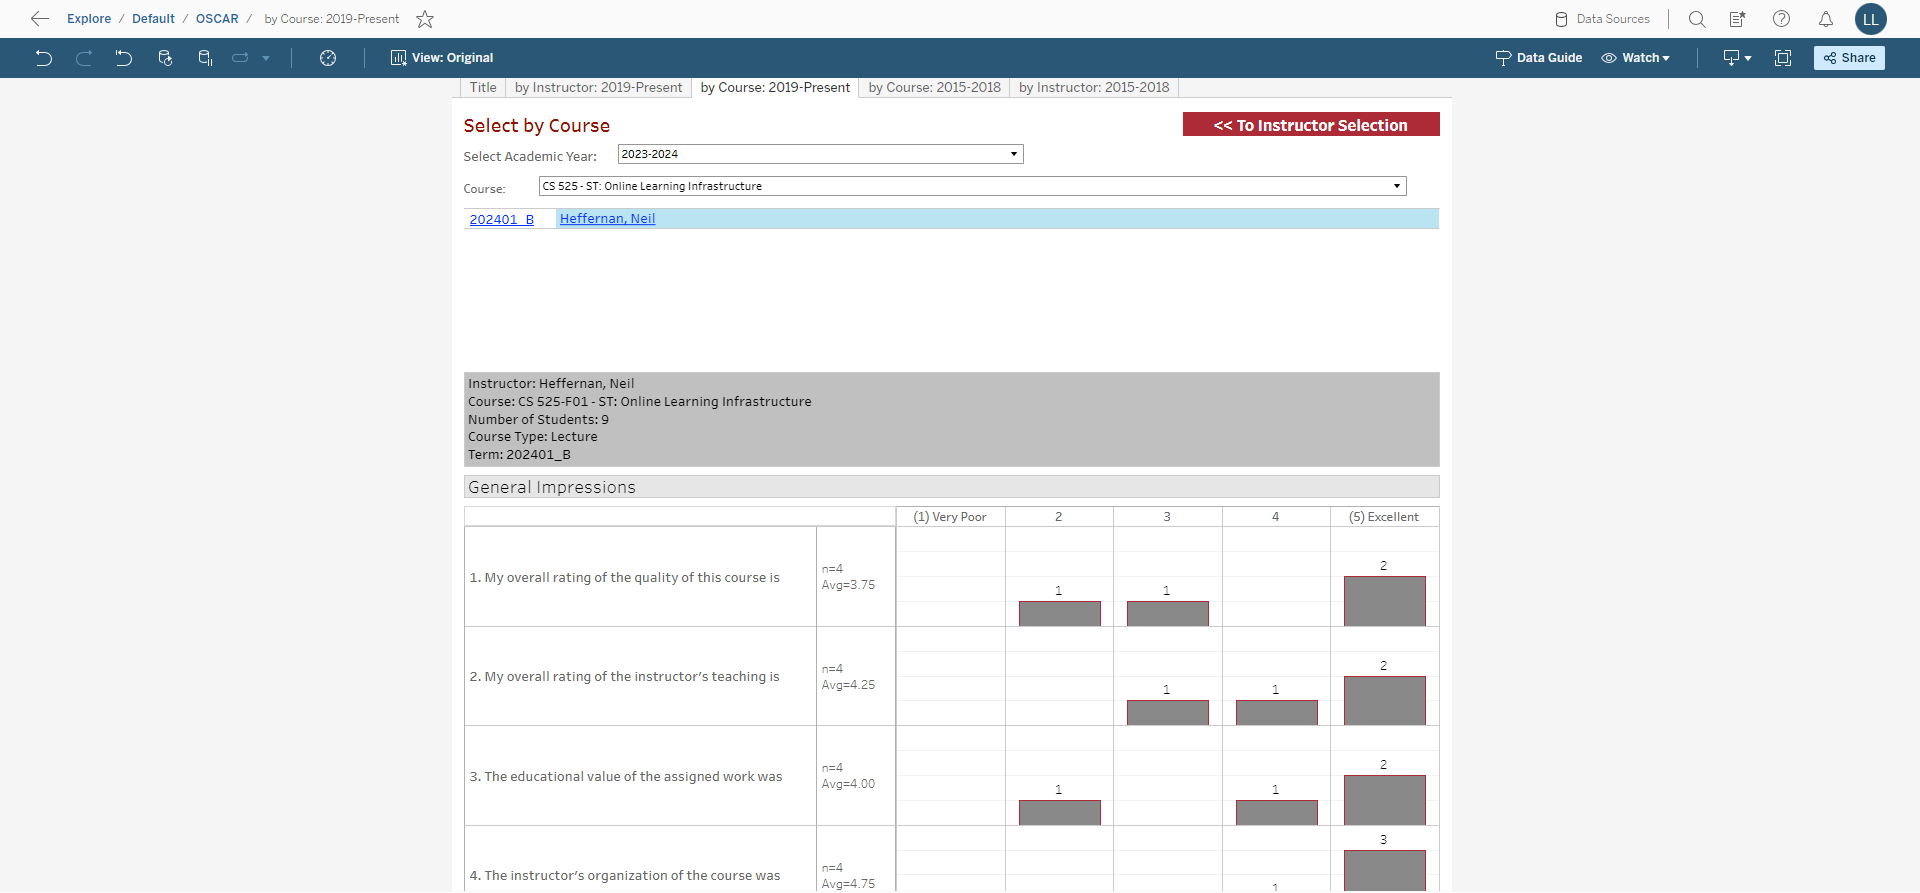 Explore / Default / OSCAR / by Course: 2019-Present
Data Sources
LL
View: Original
Data Guide
Watch
Share
Title
by Instructor: 2019-Present
by Course: 2019-Present
by Course: 2015-2018
by Instructor: 2015-2018
Select by Course
<< To Instructor Selection
Select Academic Year:
2023-2024
Course:
CS 525 - ST: Online Learning Infrastructure
202401_B
Heffernan, Neil
Instructor: Heffernan, Neil
Course: CS 525-F01 - ST: Online Learning Infrastructure
Number of Students: 9
Course Type: Lecture
Term: 202401_B
General Impressions
(1) Very Poor
2
3
4
(5) Excellent
1. My overall rating of the quality of this course is
n=4
Avg=3.75
1
1
2
2. My overall rating of the instructor's teaching is
n=4
Avg=4.25
1
1
2
3. The educational value of the assigned work was
n=4
Avg=4.00
1
1
2
4. The instructor's organization of the course was
n=4
Avg=4.75
1
3